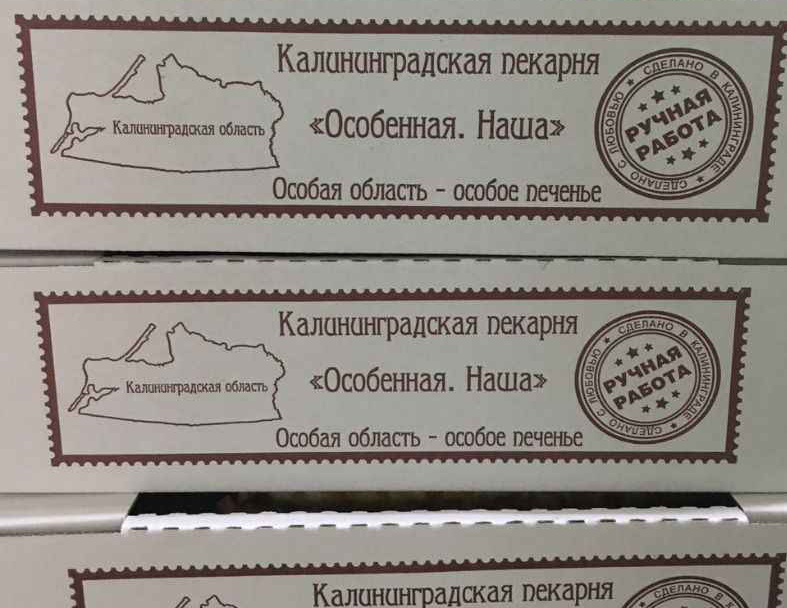 Калининградская пекарня
Калининградская область
«Особенная. Наша»
Особая область - особое печенье
СДЕЛАНО В КАЛИНИНГРАДЕ ★ СДЕЛАНО С ЛЮБОВЬЮ ★
РУЧНАЯ
РАБОТА
Калининградская пекарня
Калининградская область
«Особенная. Наша»
Особая область - особое печенье
СДЕЛАНО В КАЛИНИНГРАДЕ ★ СДЕЛАНО С ЛЮБОВЬЮ ★
РУЧНАЯ
РАБОТА
Калининградская пекарня
СДЕЛАНО В